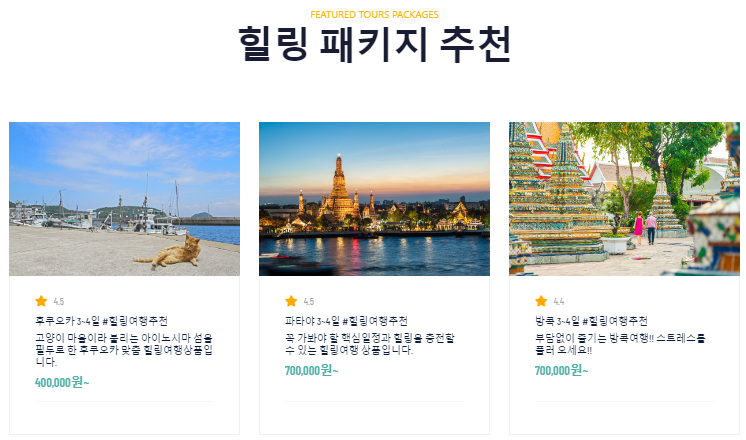 FEATURED TOURS PACKAGES
힐링 패키지 추천
4.5
후쿠오카 3~4일 #힐링여행추천
고양이 마을이라 불리는 아이노시마 섬을
필두로 한 후쿠오카 맞춤 힐링여행상품입
니다.
400,000원~
4.5
파타야 3~4일 #힐링여행추천
꼭 가봐야 할 핵심일정과 힐링을 충전할
수 있는 힐링여행 상품입니다.
700,000원~
4.4
방콕 3~4일 #힐링여행추천
부담없이 즐기는 방콕여행!! 스트레스를
풀러 오세요!!
700,000원~